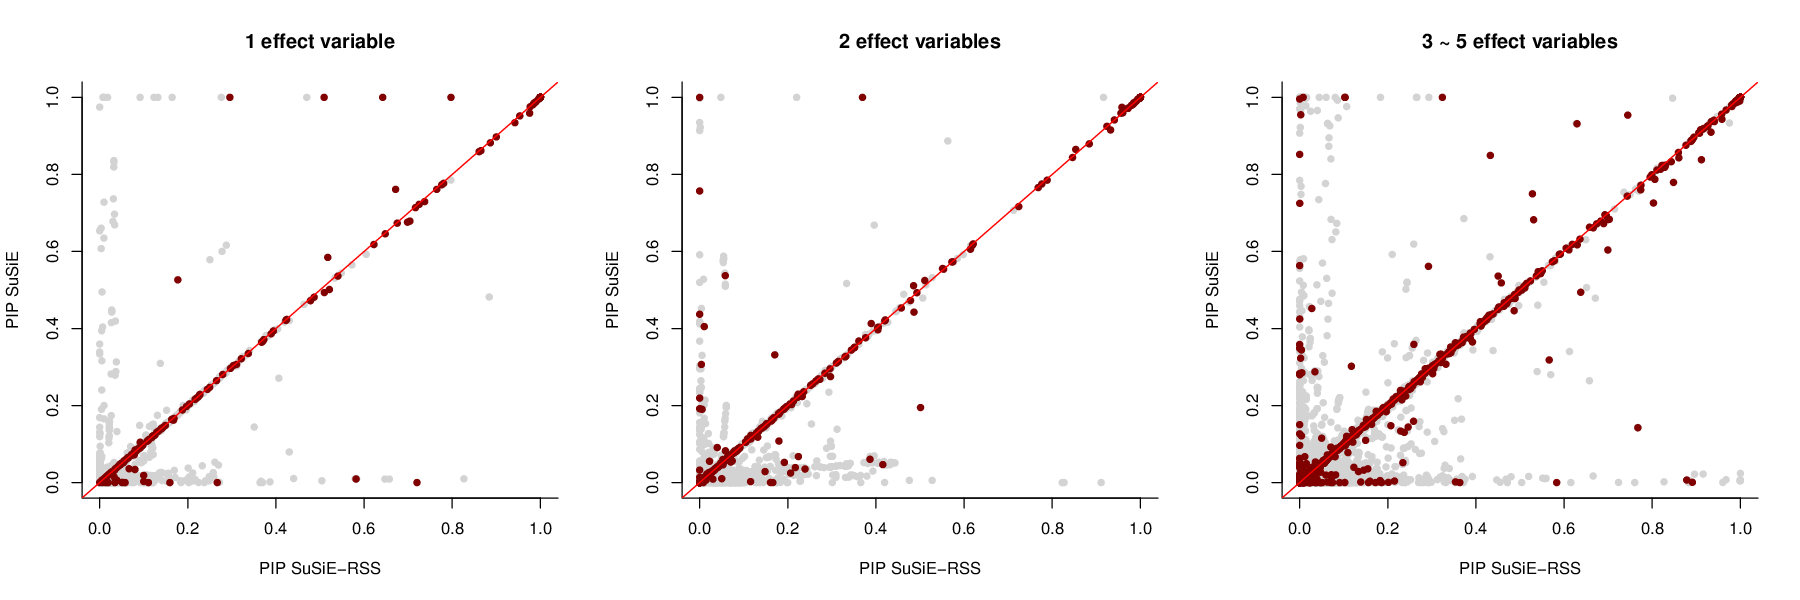 1 effect variable
PIP SuSiE
1.0
0.8
0.6
0.4
0.2
0.0
0.0 0.2 0.4 0.6 0.8 1.0
PIP SuSiE−RSS
2 effect variables
PIP SuSiE
1.0
0.8
0.6
0.4
0.2
0.0
0.0 0.2 0.4 0.6 0.8 1.0
PIP SuSiE−RSS
3 ~ 5 effect variables
PIP SuSiE
1.0
0.8
0.6
0.4
0.2
0.0
0.0 0.2 0.4 0.6 0.8 1.0
PIP SuSiE−RSS